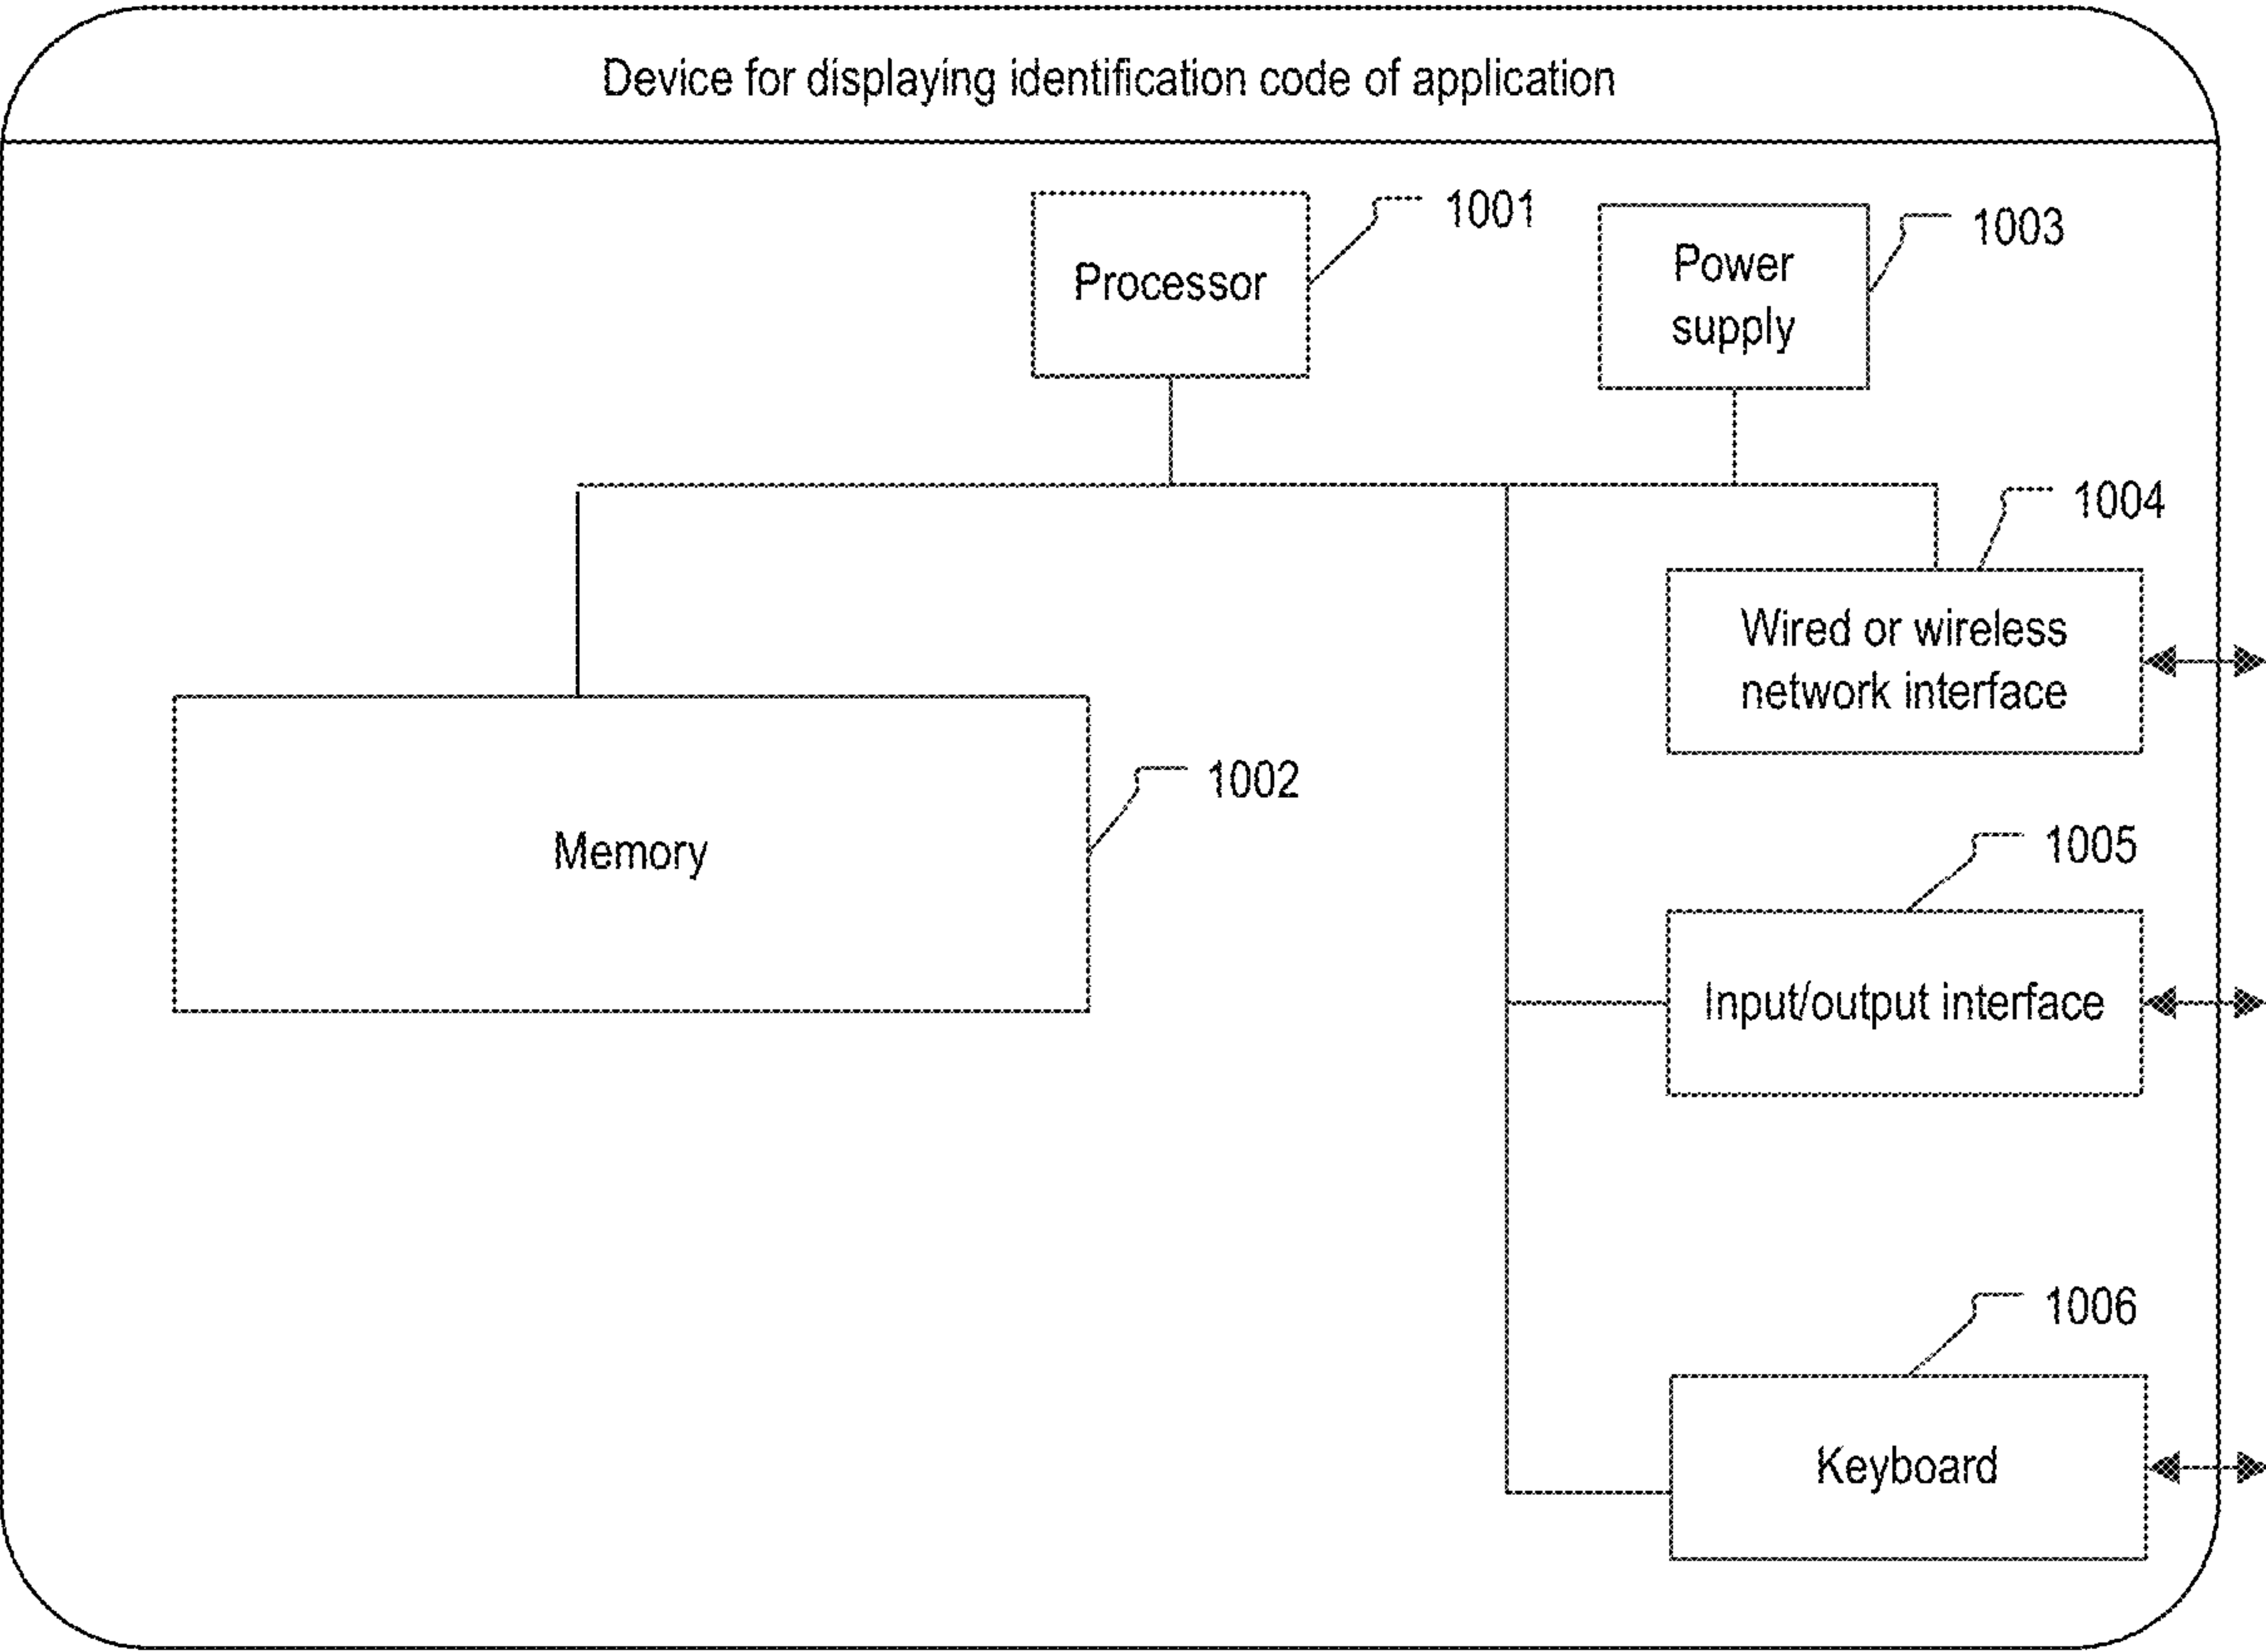 Device for displaying identification code of application
1001
Processor
1003
Power
supply
1004
Wired or wireless
network interface
1002
Memory
1005
Input/output interface
1006
Keyboard